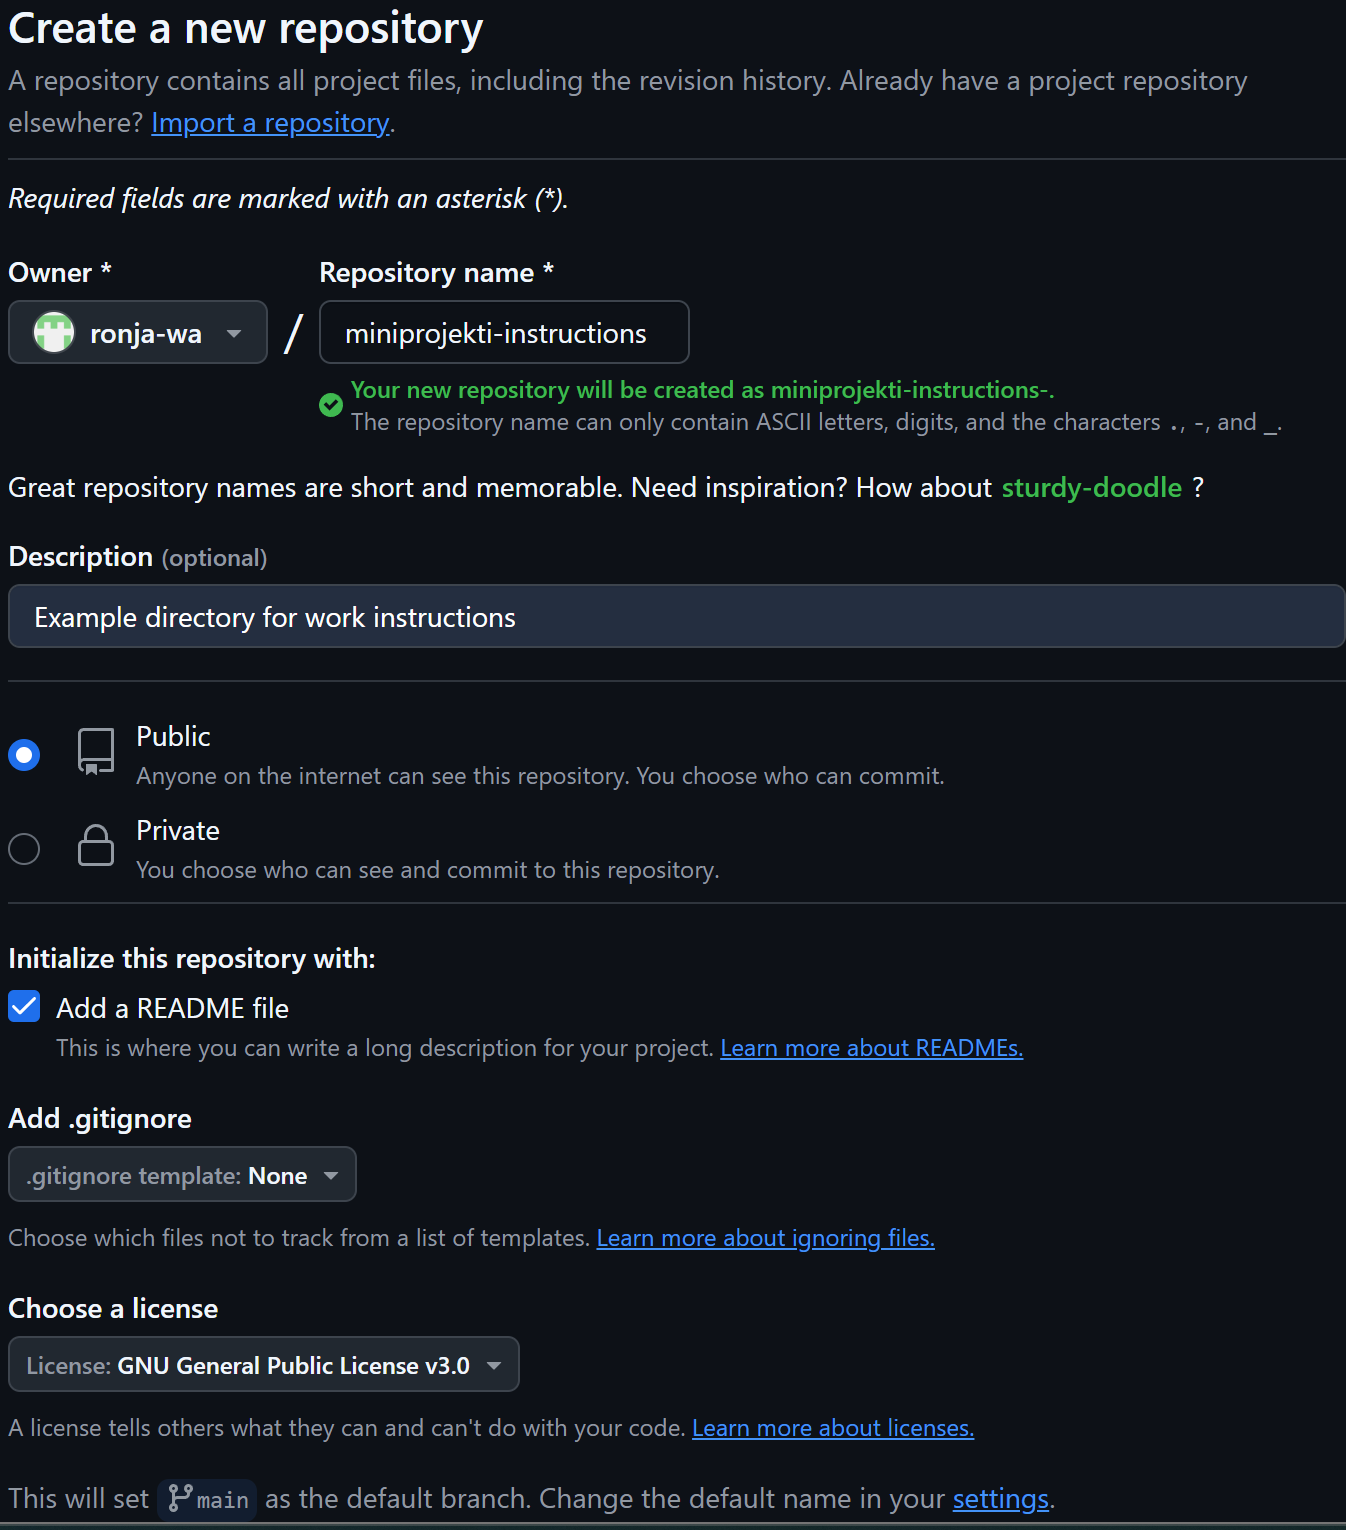 Create a new repository
A repository contains all project files, including the revision history. Already have a project repository
elsewhere? Import a repository.
Required fields are marked with an asterisk (*).
Owner * Repository name *
ronja-wa / miniprojekti-instructions
Your new repository will be created as miniprojekti-instructions-.
The repository name can only contain ASCII letters, digits, and the characters ., -, and _.
Great repository names are short and memorable. Need inspiration? How about sturdy-doodle ?
Description (optional)
Example directory for work instructions
Public
Anyone on the internet can see this repository. You choose who can commit.
Private
You choose who can see and commit to this repository.
Initialize this repository with:
Add a README file
This is where you can write a long description for your project. Learn more about READMEs.
Add .gitignore
.gitignore template: None
Choose which files not to track from a list of templates. Learn more about ignoring files.
Choose a license
License: GNU General Public License v3.0
A license tells others what they can and can't do with your code. Learn more about licenses.
This will set main as the default branch. Change the default name in your settings.